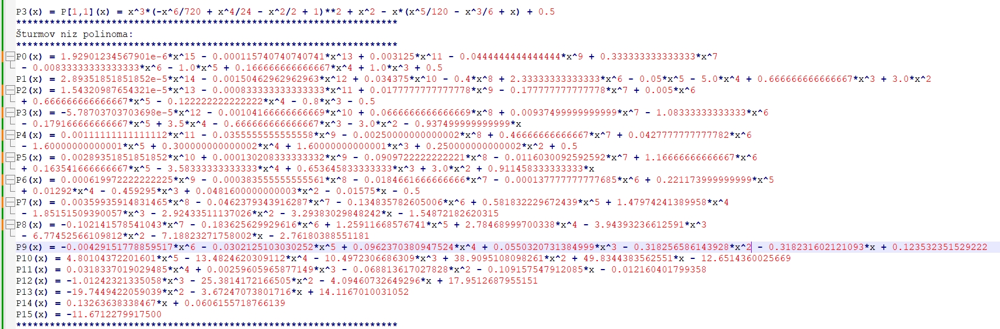 P3(x) = P[1,1](x) = x^3*(-x^6/720 + x^4/24 - x^2/2 + 1)**2 + x^2 - x*(x^5/120 - x^3/6 + x) + 0.5
********************************************************************
Šturmov niz polinoma:
********************************************************************
P0(x) = 1.92901234567901e-6*x^15 - 0.000115740740740741*x^13 + 0.003125*x^11 - 0.0444444444444444*x^9 + 0.333333333333333*x^7
- 0.00833333333333333*x^6 - 1.0*x^5 + 0.166666666666667*x^4 + 1.0*x^3 + 0.5
P1(x) = 2.89351851851852e-5*x^14 - 0.00150462962962963*x^12 + 0.034375*x^10 - 0.4*x^8 + 2.33333333333333*x^6 - 0.05*x^5 - 5.0*x^4 + 0.666666666666667*x^3 + 3.0*x^2
P2(x) = 1.54320987654321e-5*x^13 - 0.000833333333333333*x^11 + 0.0177777777777778*x^9 - 0.177777777777778*x^7 + 0.005*x^6
+ 0.666666666666667*x^5 - 0.122222222222222*x^4 - 0.8*x^3 - 0.5
P3(x) = -5.78703703703698e-5*x^12 - 0.00104166666666669*x^10 + 0.0666666666666669*x^8 + 0.00937499999999999*x^7 - 1.08333333333333*x^6
- 0.179166666666667*x^5 + 3.5*x^4 - 0.666666666666667*x^3 - 3.0*x^2 - 0.937499999999999*x
P4(x) = 0.00111111111111112*x^11 - 0.0355555555555558*x^9 - 0.00250000000000002*x^8 + 0.46666666666667*x^7 + 0.0427777777777782*x^6
- 1.60000000000001*x^5 + 0.300000000000002*x^4 + 1.60000000000001*x^3 + 0.250000000000002*x^2 + 0.5
P5(x) = 0.00289351851851852*x^10 + 0.000130208333333332*x^9 - 0.0909722222222221*x^8 - 0.0116030092592592*x^7 + 1.16666666666667*x^6
+ 0.163541666666667*x^5 - 3.58333333333333*x^4 + 0.653645833333333*x^3 + 3.0*x^2 + 0.911458333333333*x
P6(x) = 0.000619972222222225*x^9 - 0.000383555555555561*x^8 - 0.0184661666666666*x^7 - 0.000137777777777685*x^6 + 0.221173999999999*x^5
+ 0.01292*x^4 - 0.459295*x^3 + 0.0481600000000003*x^2 - 0.01575*x - 0.5
P7(x) = 0.00359935914831465*x^8 - 0.0462379343916287*x^7 - 0.134835782605006*x^6 + 0.581832229672439*x^5 + 1.47974241389958*x^4
- 1.85151509390057*x^3 - 2.92433511137026*x^2 - 3.29383029848242*x - 1.54872182620315
P8(x) = -0.102141578541043*x^7 - 0.183625629929616*x^6 + 1.25911668576741*x^5 + 2.78468999700338*x^4 - 3.94393236612591*x^3
- 6.77452566109812*x^2 - 7.18823271758002*x - 2.76180388551181
P9(x) = -0.00429151778859517*x^6 - 0.0302125103030252*x^5 + 0.0962370380947524*x^4 + 0.0550320731384999*x^3 - 0.318256586143928*x^2 - 0.318231602121093*x + 0.123532351529222
P10(x) = 4.80104372201601*x^5 - 13.4824620309112*x^4 - 10.4972306686309*x^3 + 38.9095108098261*x^2 + 49.8344383562551*x - 12.6514360025669
P11(x) = 0.0318337019029485*x^4 + 0.00259605965877149*x^3 - 0.068813617027828*x^2 - 0.109157547912085*x - 0.012160401799358
P12(x) = -1.01242321335058*x^3 - 25.3814172166505*x^2 - 4.09460732649296*x + 17.9512687955151
P13(x) = -19.7449422059039*x^2 - 3.67247073801716*x + 14.1167010031052
P14(x) = 0.13263638338467*x + 0.0606155718766139
P15(x) = -11.6712279917500
********************************************************************